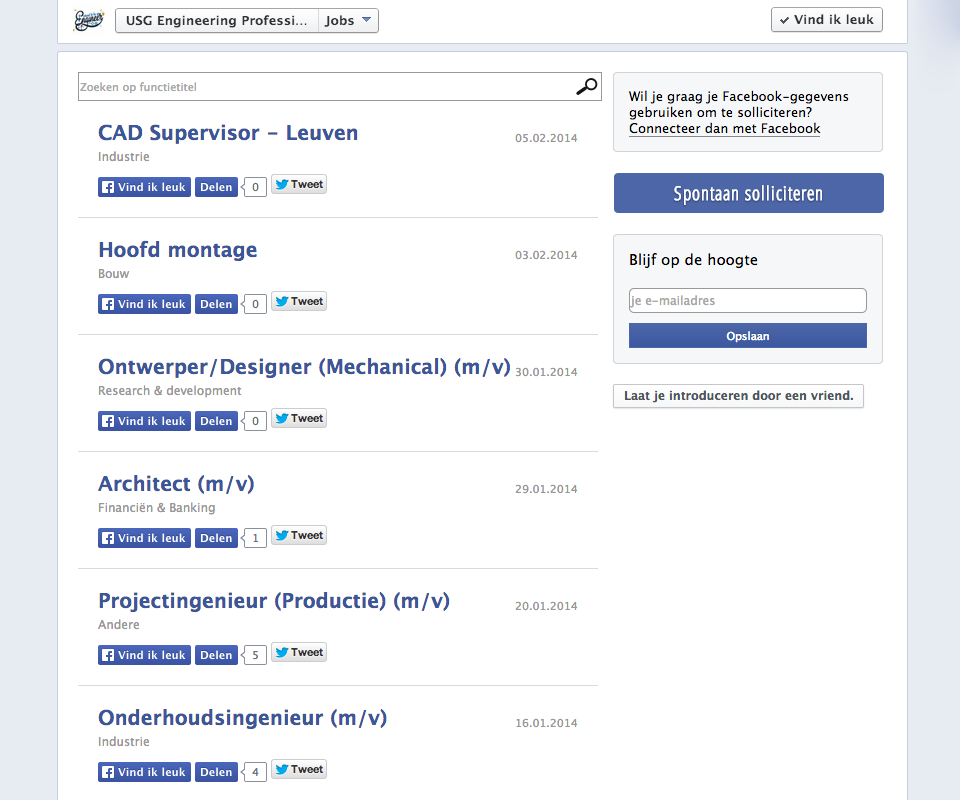 USG Engineering Professi... Jobs
Vind ik leuk
Zoeken op functietitel
CAD Supervisor - Leuven
05.02.2014
Industrie
Vind ik leuk Delen 0 Tweet
Hoofd montage
03.02.2014
Bouw
Vind ik leuk Delen 0 Tweet
Ontwerper/Designer (Mechanical) (m/v)
30.01.2014
Research & development
Vind ik leuk Delen 0 Tweet
Architect (m/v)
29.01.2014
Financiën & Banking
Vind ik leuk Delen 1 Tweet
Projectingenieur (Productie) (m/v)
20.01.2014
Andere
Vind ik leuk Delen 5 Tweet
Onderhoudsingenieur (m/v)
16.01.2014
Industrie
Vind ik leuk Delen 4 Tweet
Wil je graag je Facebook-gegevens
gebruiken om te solliciteren?
Connecteer dan met Facebook
Spontaan solliciteren
Blijf op de hoogte
je e-mailadres
Opslaan
Laat je introduceren door een vriend.